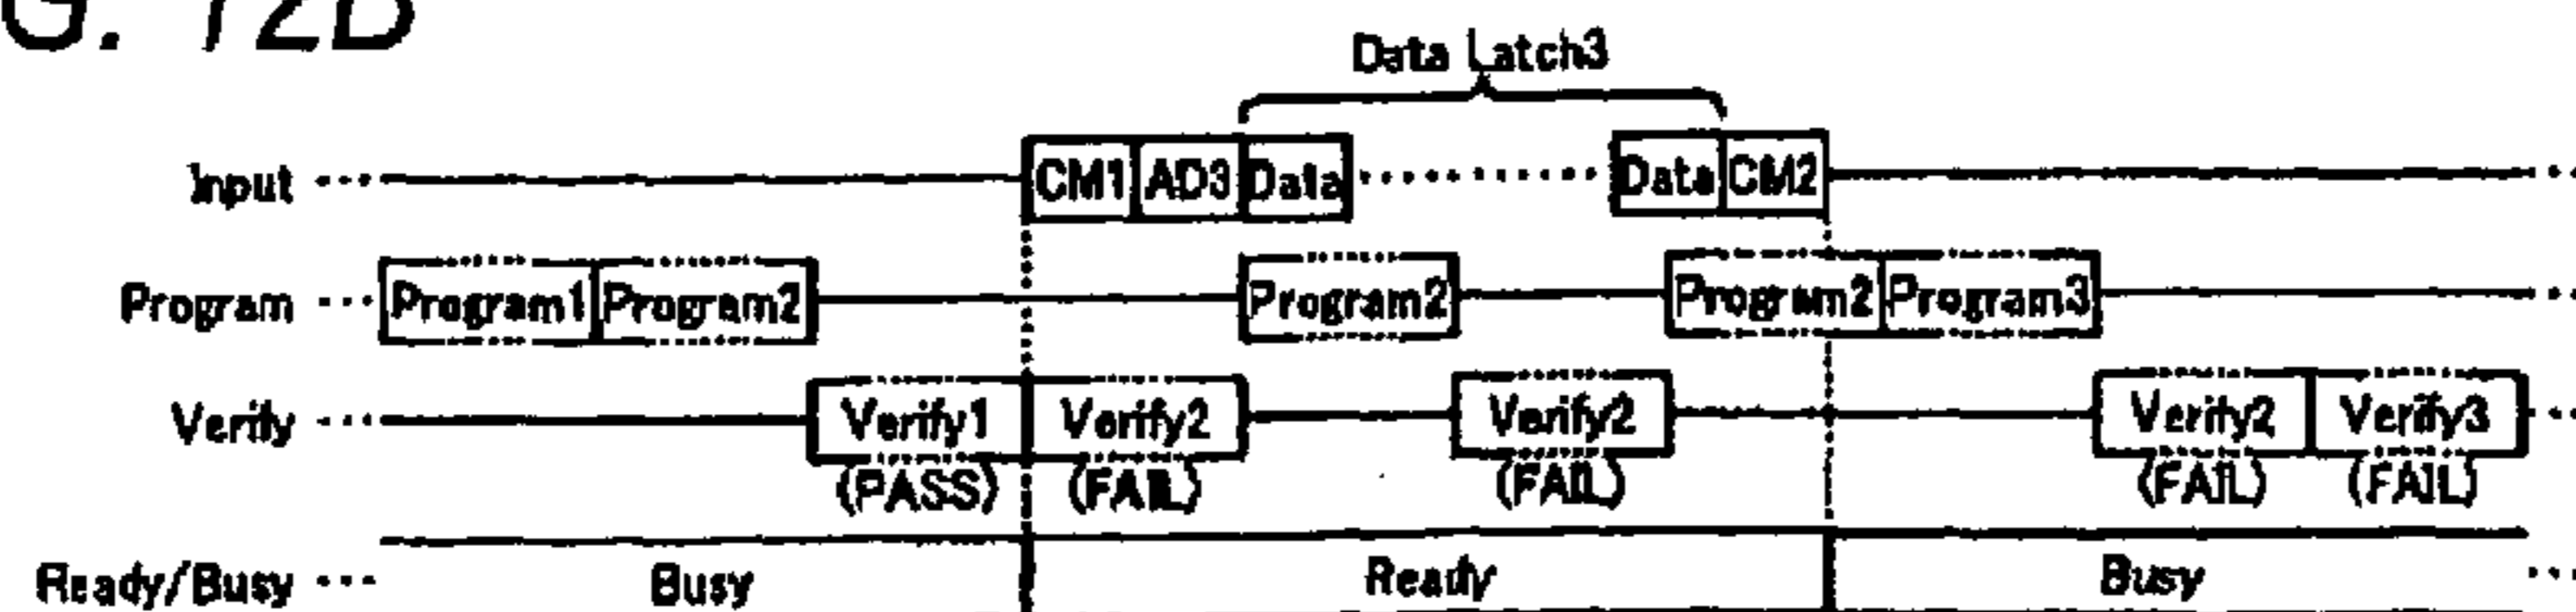 G. 12B
Data Latch3
Input CM1 AD3 Data Data CM2
Program Program1 Program2 Program2 Program2 Program3
Verify Verify1 Verify2 Verify2 Verify2 Verify3
(PASS) (FAIL) (FAIL) (FAIL) (FAIL)
Ready/Busy Busy Ready Busy